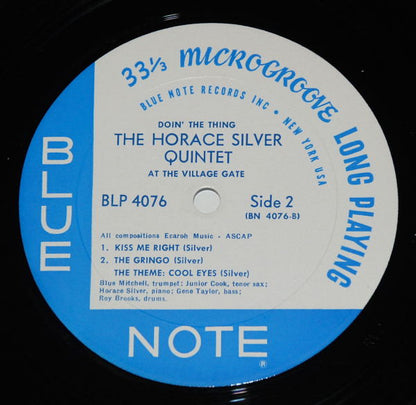 33⅓ MICROGROOVE LONG PLAYING
BLUE NOTE RECORDS INC • NEW YORK USA
DOIN' THE THING
THE HORACE SILVER
QUINTET
AT THE VILLAGE GATE
BLP 4076 Side 2
(BN 4076-B)
All compositions Ecaroh Music - ASCAP
1. KISS ME RIGHT (Silver)
2. THE GRINGO (Silver)
THE THEME: COOL EYES (Silver)
Blue Mitchell, trumpet; Junior Cook, tenor sax;
Horace Silver, piano; Gene Taylor, bass;
Roy Brooks, drums.
BLUE
NOTE ®